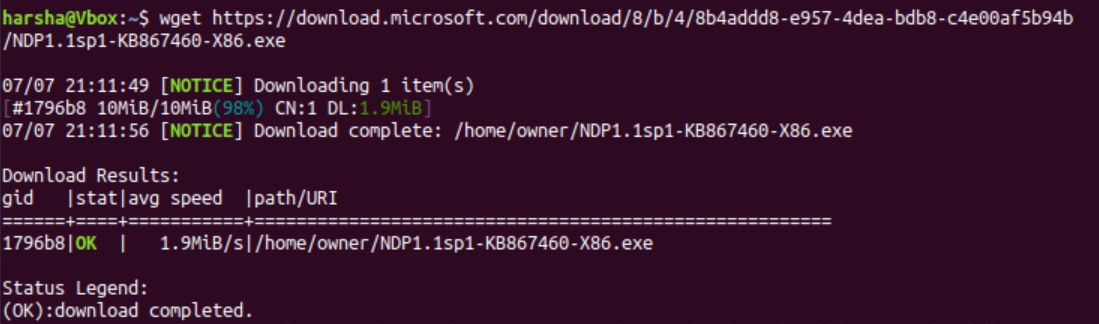 harsha@Vbox:~$ wget https://download.microsoft.com/download/8/b/4/8b4addd8-e957-4dea-bdb8-c4e00af5b94b
/NDP1.1sp1-KB867460-X86.exe
07/07 21:11:49 [NOTICE] Downloading 1 item(s)
[#1796b8 10MiB/10MiB(98%) CN:1 DL:1.9MiB]
07/07 21:11:56 [NOTICE] Download complete: /home/owner/NDP1.1sp1-KB867460-X86.exe
Download Results:
gid   |stat|avg speed  |path/URI
======+====+===========+=======================================================
1796b8|OK  |   1.9MiB/s|/home/owner/NDP1.1sp1-KB867460-X86.exe
Status Legend:
(OK):download completed.